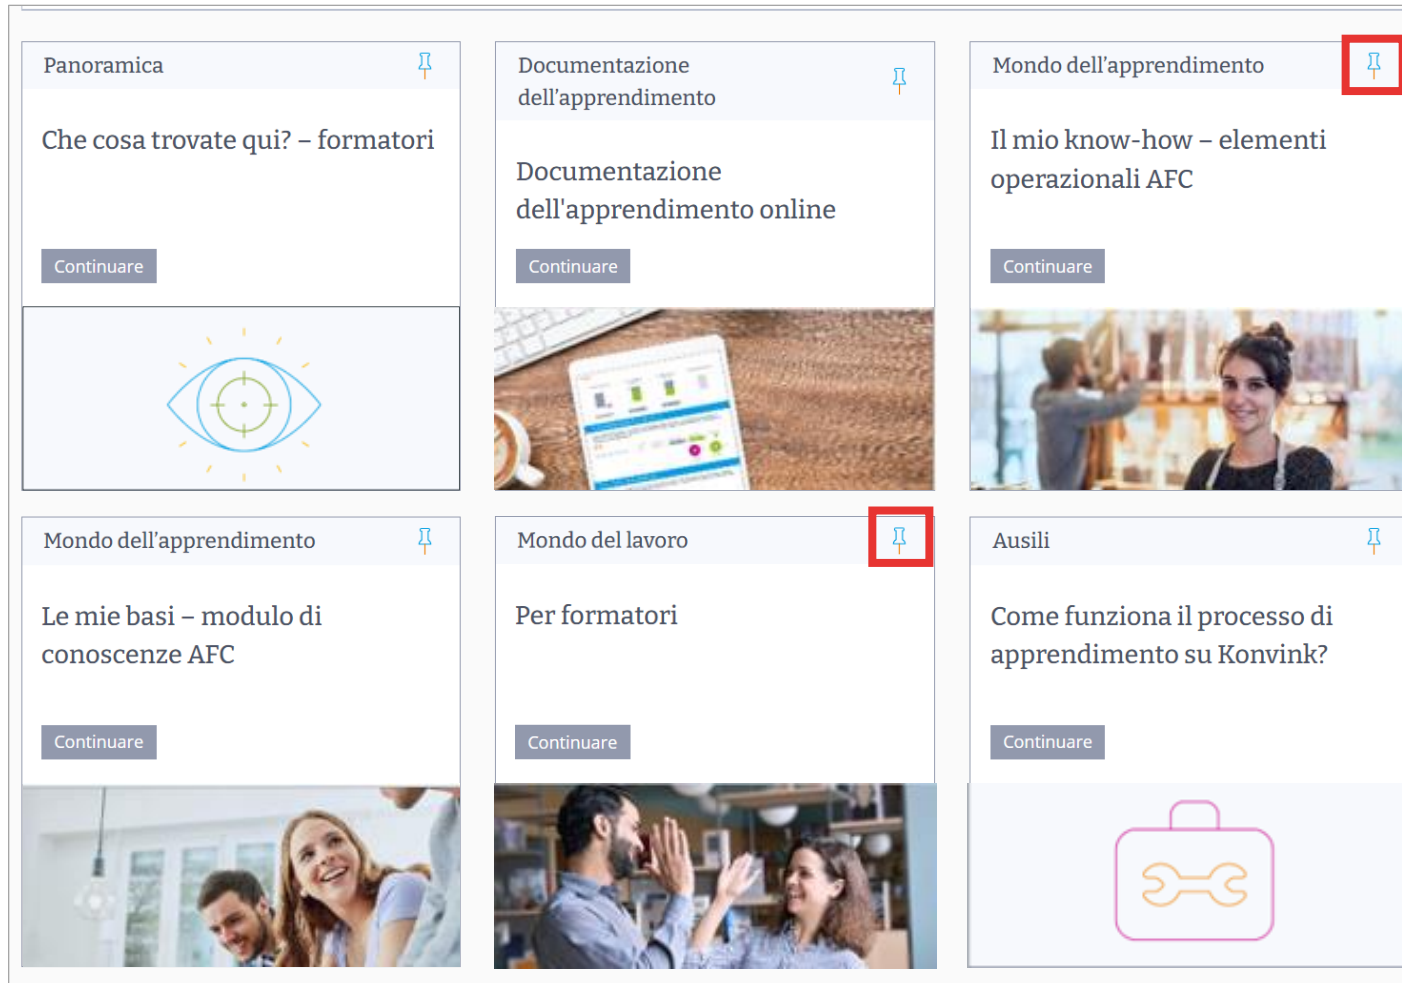 Panoramica
Che cosa trovate qui? – formatori
Continuare
Documentazione
dell’apprendimento
Documentazione
dell'apprendimento online
Continuare
Mondo dell’apprendimento
Il mio know-how – elementi
operazionali AFC
Continuare
Mondo dell’apprendimento
Le mie basi – modulo di
conoscenze AFC
Continuare
Mondo del lavoro
Per formatori
Continuare
Ausili
Come funziona il processo di
apprendimento su Konvink?
Continuare